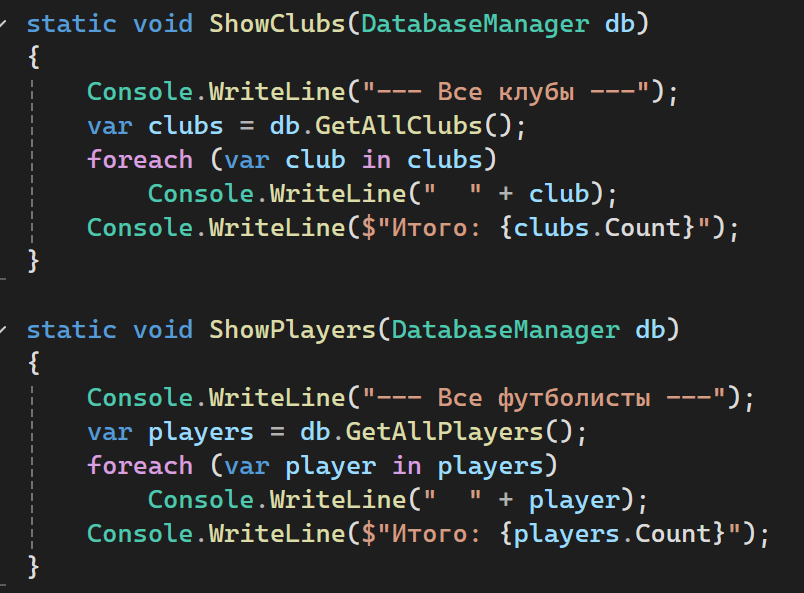 static void ShowClubs(DatabaseManager db)
{
    Console.WriteLine("--- Все клубы ---");
    var clubs = db.GetAllClubs();
    foreach (var club in clubs)
        Console.WriteLine("  " + club);
    Console.WriteLine($"Итого: {clubs.Count}");
}

static void ShowPlayers(DatabaseManager db)
{
    Console.WriteLine("--- Все футболисты ---");
    var players = db.GetAllPlayers();
    foreach (var player in players)
        Console.WriteLine("  " + player);
    Console.WriteLine($"Итого: {players.Count}");
}